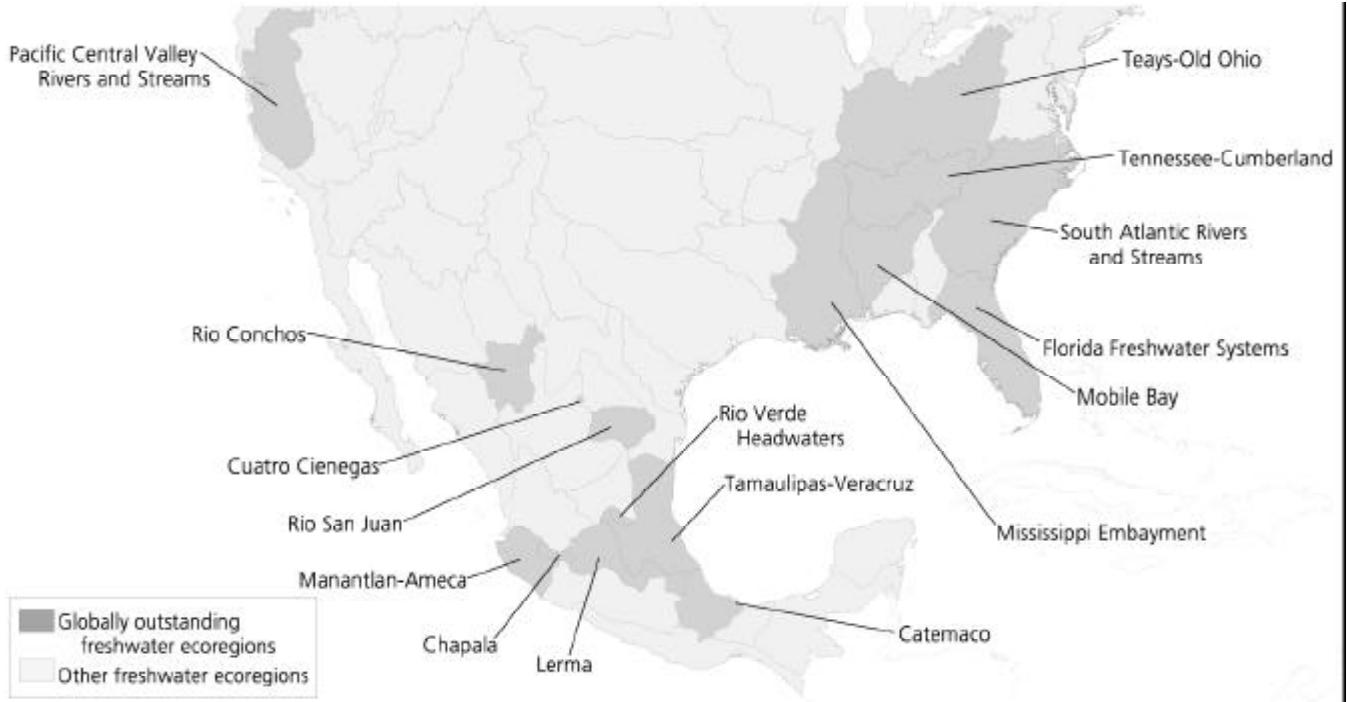 Pacific Central Valley
Rivers and Streams
Teays-Old Ohio
Tennessee-Cumberland
South Atlantic Rivers
and Streams
Rio Conchos
Florida Freshwater Systems
Mobile Bay
Rio Verde
Headwaters
Cuatro Cienegas
Tamaulipas-Veracruz
Rio San Juan
Mississippi Embayment
Manantlan-Ameca
Chapala
Lerma
Catemaco
Globally outstanding
freshwater ecoregions
Other freshwater ecoregions